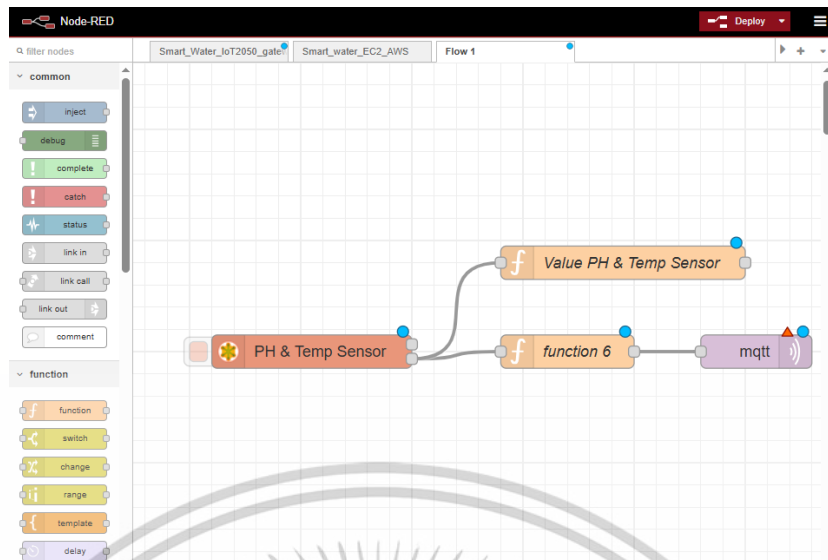 Node-RED
Deploy
filter nodes
Smart_Water_IoT2050_gate
Smart_water_EC2_AWS
Flow 1
common
inject
debug
complete
catch
status
link in
link call
link out
comment
function
function
switch
change
range
template
delay
Value PH & Temp Sensor
PH & Temp Sensor
function 6
mqtt